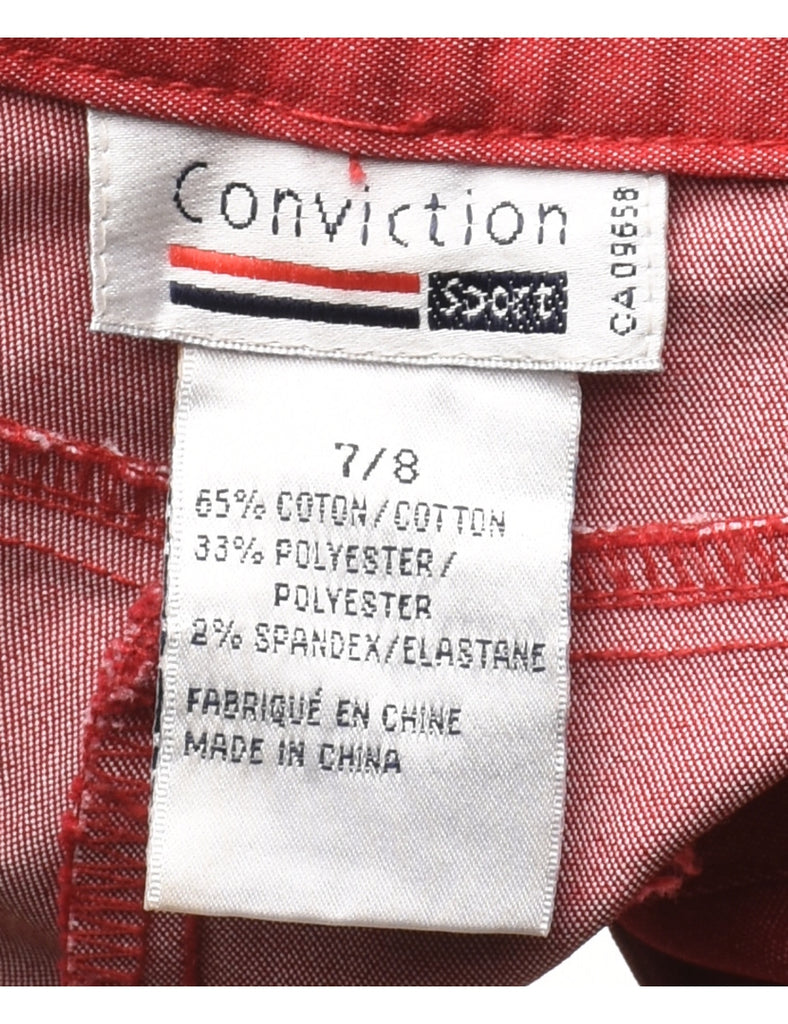 Conviction
Sport
CA09658
7/8
65% COTON/COTTON
33% POLYESTER/
POLYESTER
2% SPANDEX/ELASTANE
FABRIQUÉ EN CHINE
MADE IN CHINA